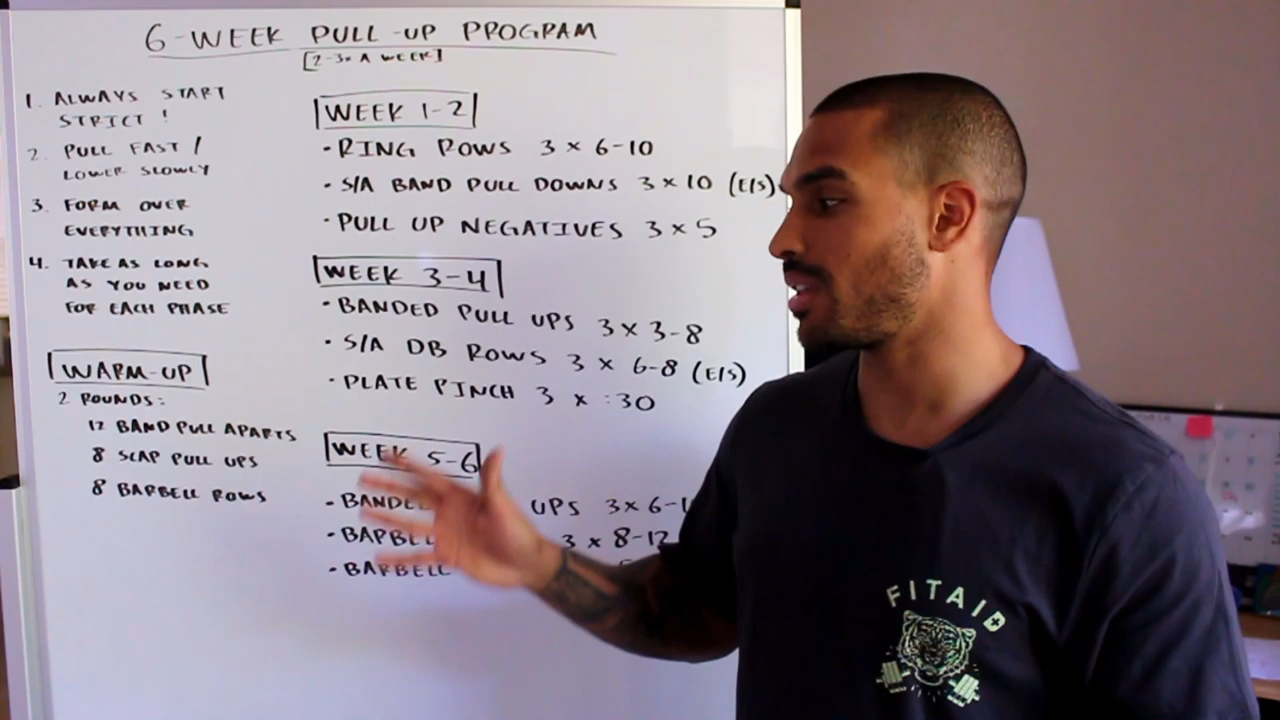 6-WEEK PULL-UP PROGRAM
[2-3x A WEEK]
1. ALWAYS START
STRICT!
2. PULL FAST /
LOWER SLOWLY
3. FORM OVER
EVERYTHING
4. TAKE AS LONG
AS YOU NEED
FOR EACH PHASE
WARM-UP
2 ROUNDS:
12 BAND PULL APARTS
8 SCAP PULL UPS
8 BARBELL ROWS
WEEK 1-2
• RING ROWS 3 x 6-10
• S/A BAND PULL DOWNS 3 x 10 (E/S)
• PULL UP NEGATIVES 3 x 5
WEEK 3-4
• BANDED PULL UPS 3 x 3-8
• S/A DB ROWS 3 x 6-8 (E/S)
• PLATE PINCH 3 x :30
WEEK 5-6
• UPS 3 x 6-
• 3 x 8-12
• BARBELL
FITAID